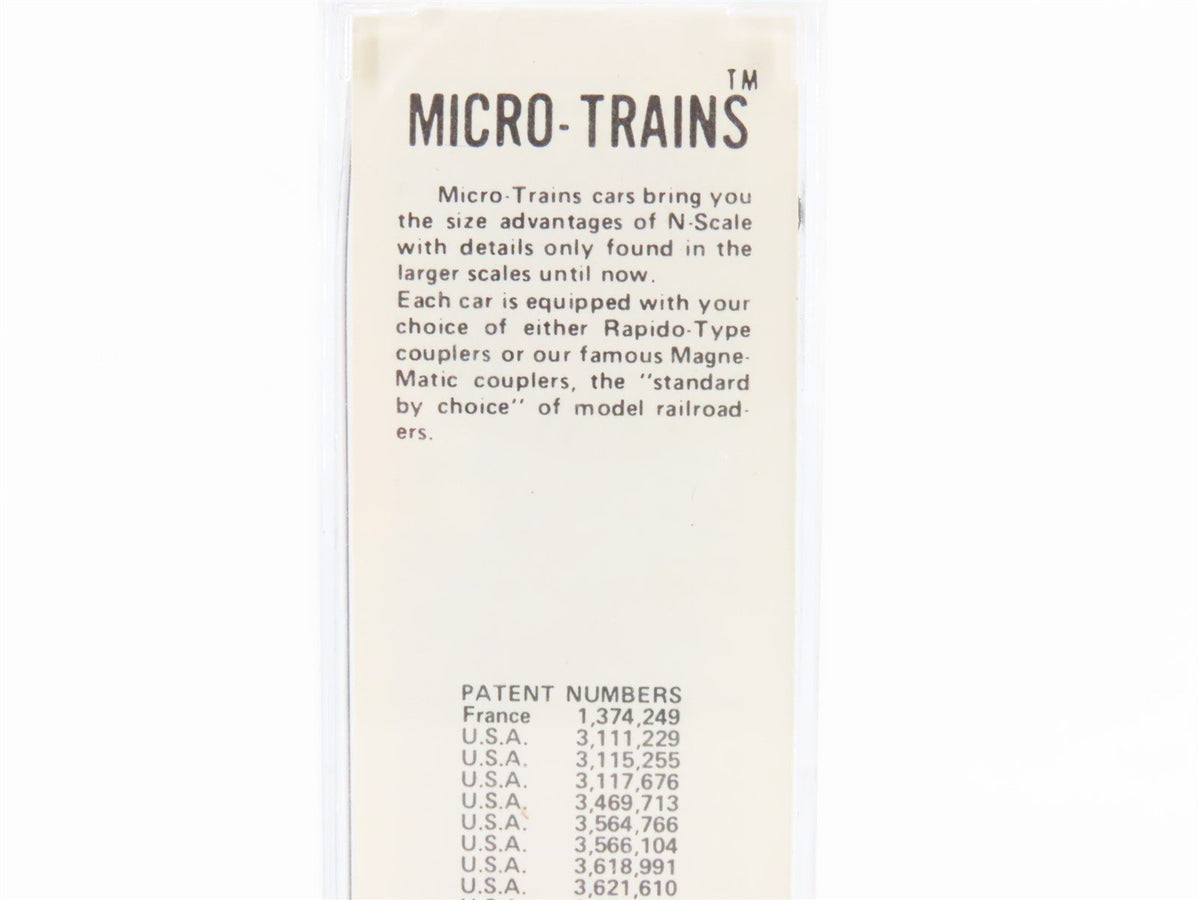 TM
MICRO-TRAINS
Micro-Trains cars bring you
the size advantages of N-Scale
with details only found in the
larger scales until now.
Each car is equipped with your
choice of either Rapido-Type
couplers or our famous Magne-
Matic couplers, the "standard
by choice" of model railroad-
ers.
PATENT NUMBERS
France 1,374,249
U.S.A. 3,111,229
U.S.A. 3,115,255
U.S.A. 3,117,676
U.S.A. 3,469,713
U.S.A. 3,564,766
U.S.A. 3,566,104
U.S.A. 3,618,991
U.S.A. 3,621,610